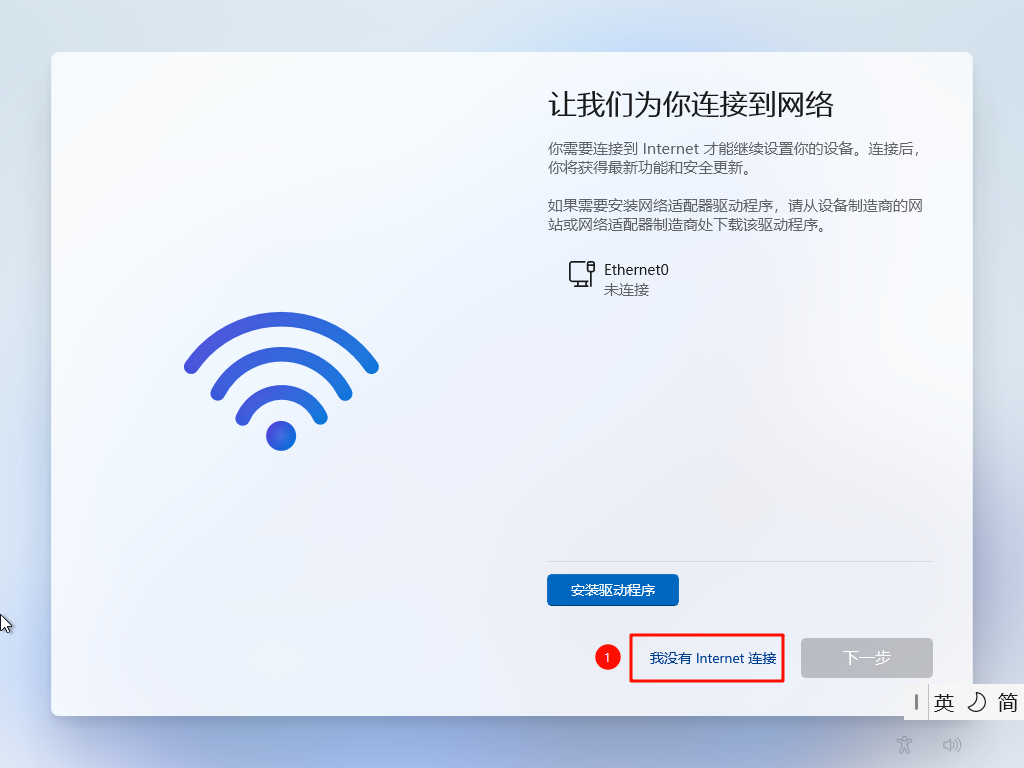 让我们为你连接到网络
你需要连接到 Internet 才能继续设置你的设备。连接后，
你将获得最新功能和安全更新。
如果需要安装网络适配器驱动程序，请从设备制造商的网
站或网络适配器制造商处下载该驱动程序。
Ethernet0
未连接
安装驱动程序
1
我没有 Internet 连接
下一步
英 简